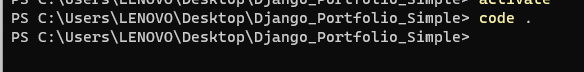 PS C:\Users\LENOVO\Desktop\Django_Portfolio_Simple> activate
PS C:\Users\LENOVO\Desktop\Django_Portfolio_Simple> code .
PS C:\Users\LENOVO\Desktop\Django_Portfolio_Simple>